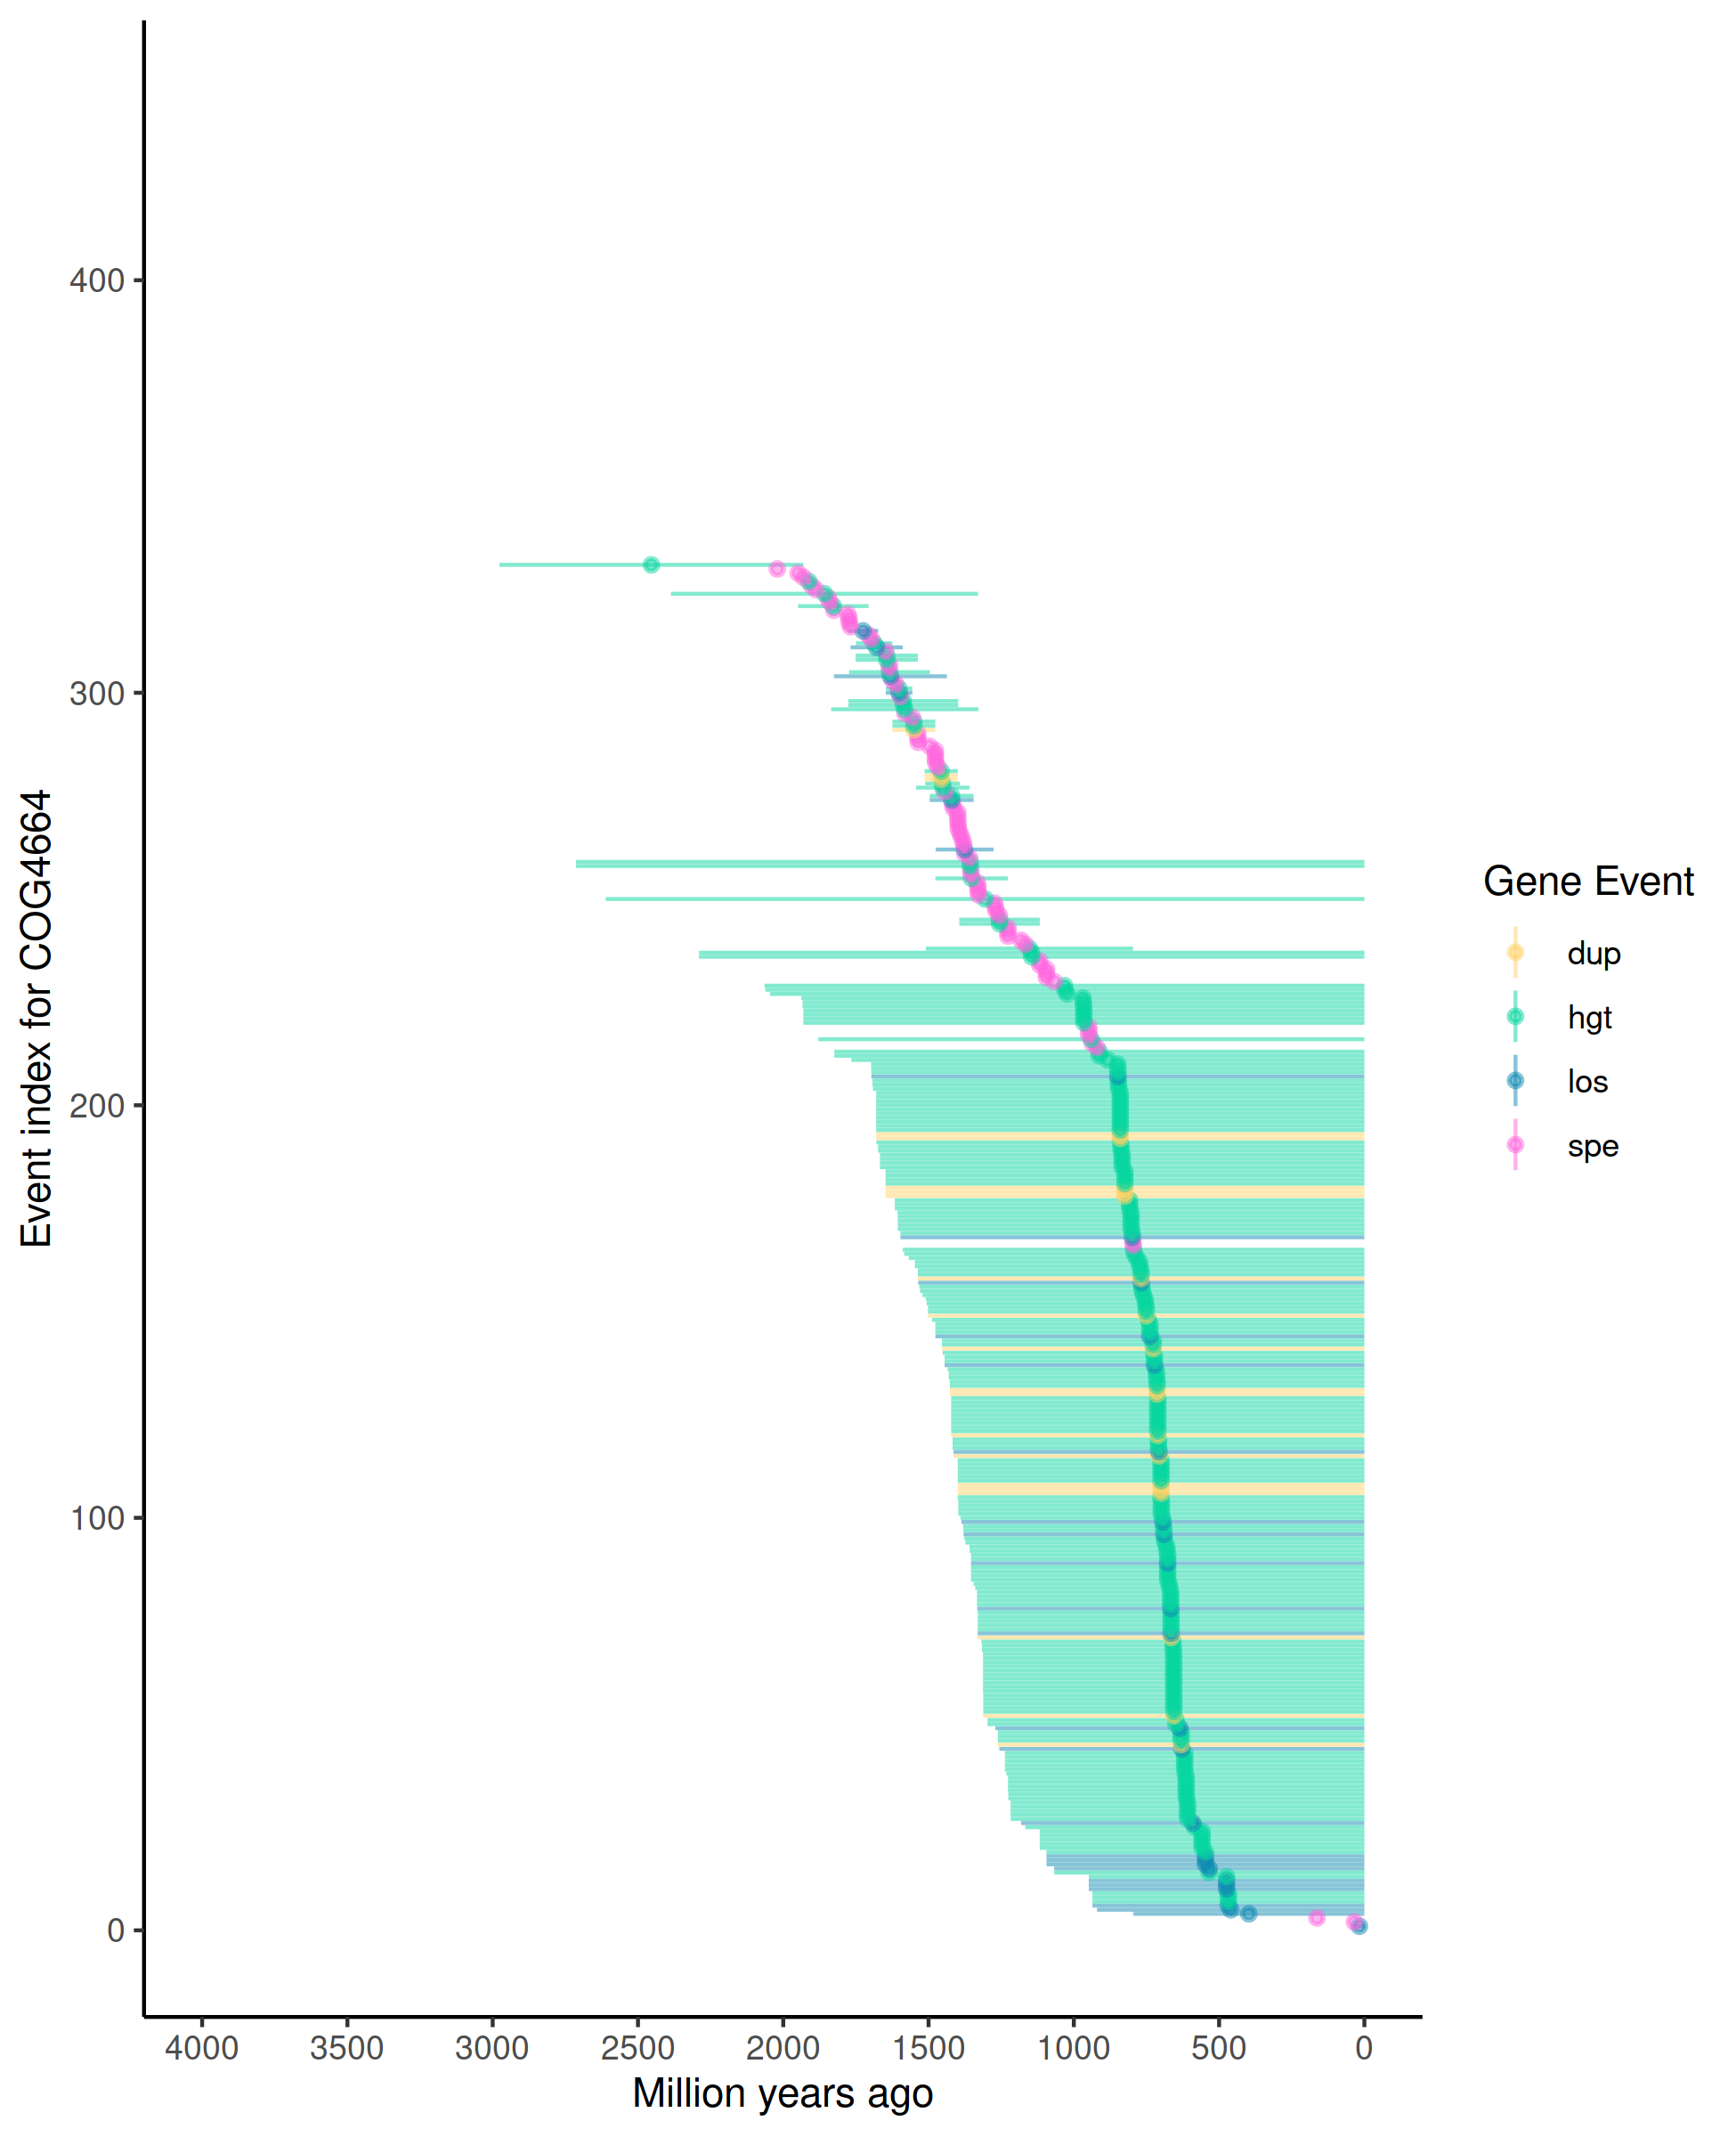 Event index for COG4664
400
300
200
100
0
4000 3500 3000 2500 2000 1500 1000 500 0
Million years ago
Gene Event
dup
hgt
los
spe